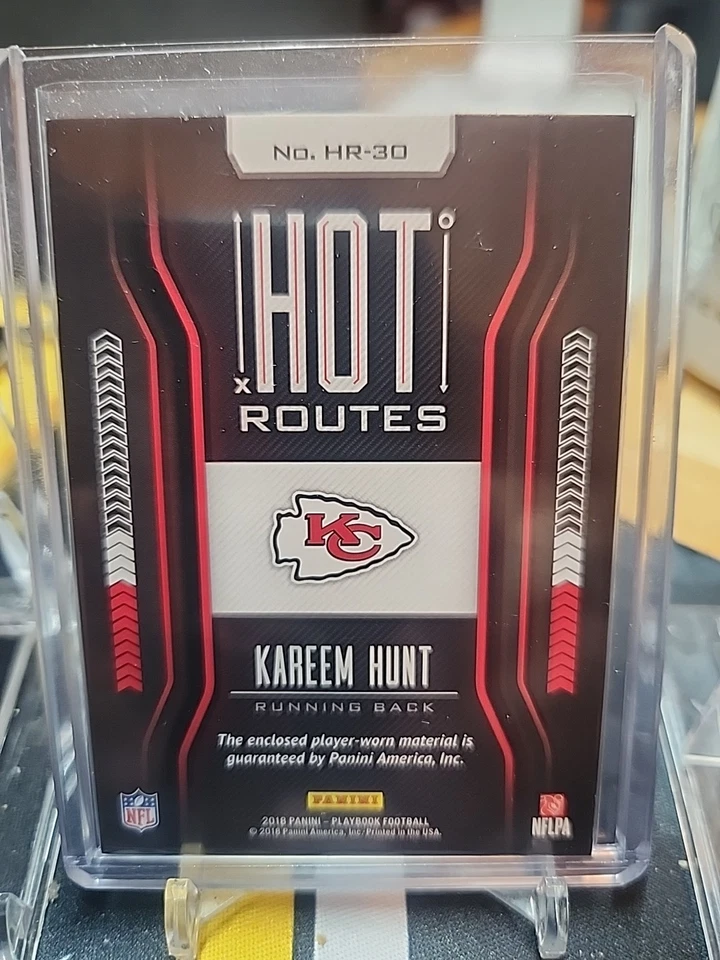 No. HR-30
HOT
X
ROUTES
KC
KAREEM HUNT
RUNNING BACK
The enclosed player-worn material is
guaranteed by Panini America, Inc.
PANINI
NFL
NFLPA
2018 PANINI – PLAYBOOK FOOTBALL
© 2018 Panini America, Inc. Printed in the USA.